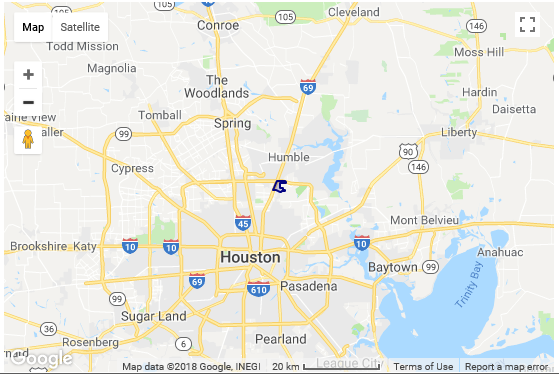 Map Satellite
Cleveland
105
105
Conroe
146
Todd Mission
Moss Hill
Magnolia
The
Woodlands
69
Hardin
Daisetta
Tomball
Spring
Liberty
99
Humble
90
146
Cypress
45
Mont Belvieu
Brookshire Katy
10
10
10
Anahuac
Houston
Baytown
99
69
610
Pasadena
Trinity Bay
99
Sugar Land
36
Rosenberg
6
Pearland
Google
League City
Map data ©2018 Google, INEGI 20 km Terms of Use Report a map error